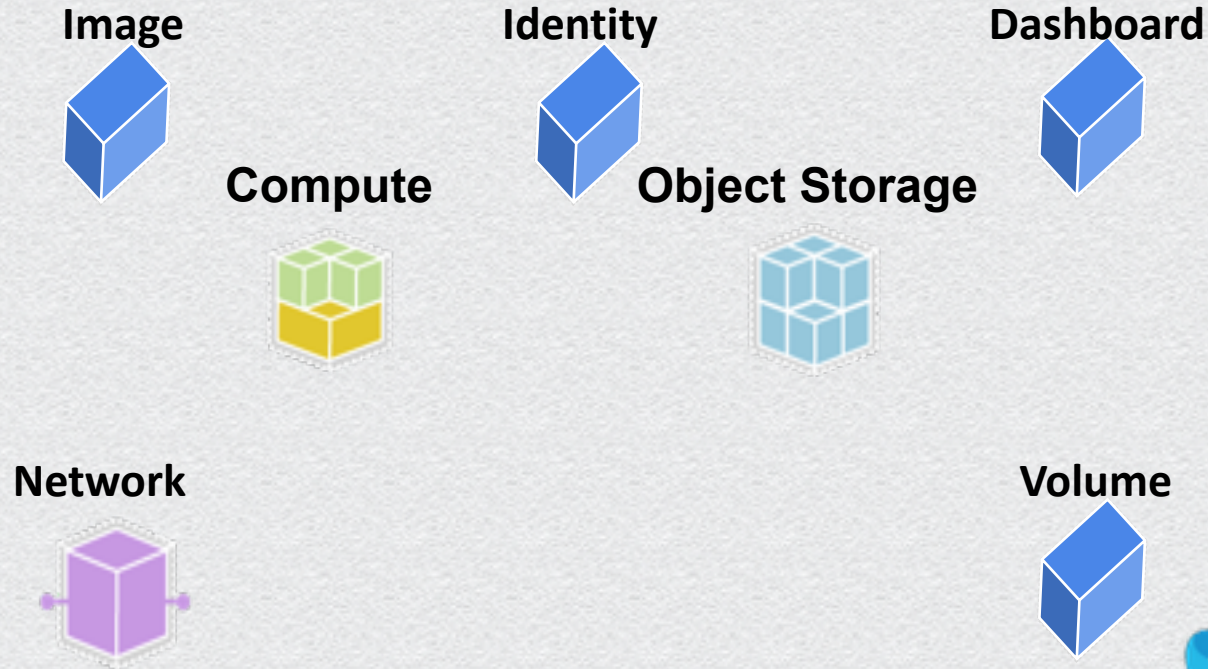 Image
Identity
Dashboard
Compute
Object Storage
Network
Volume